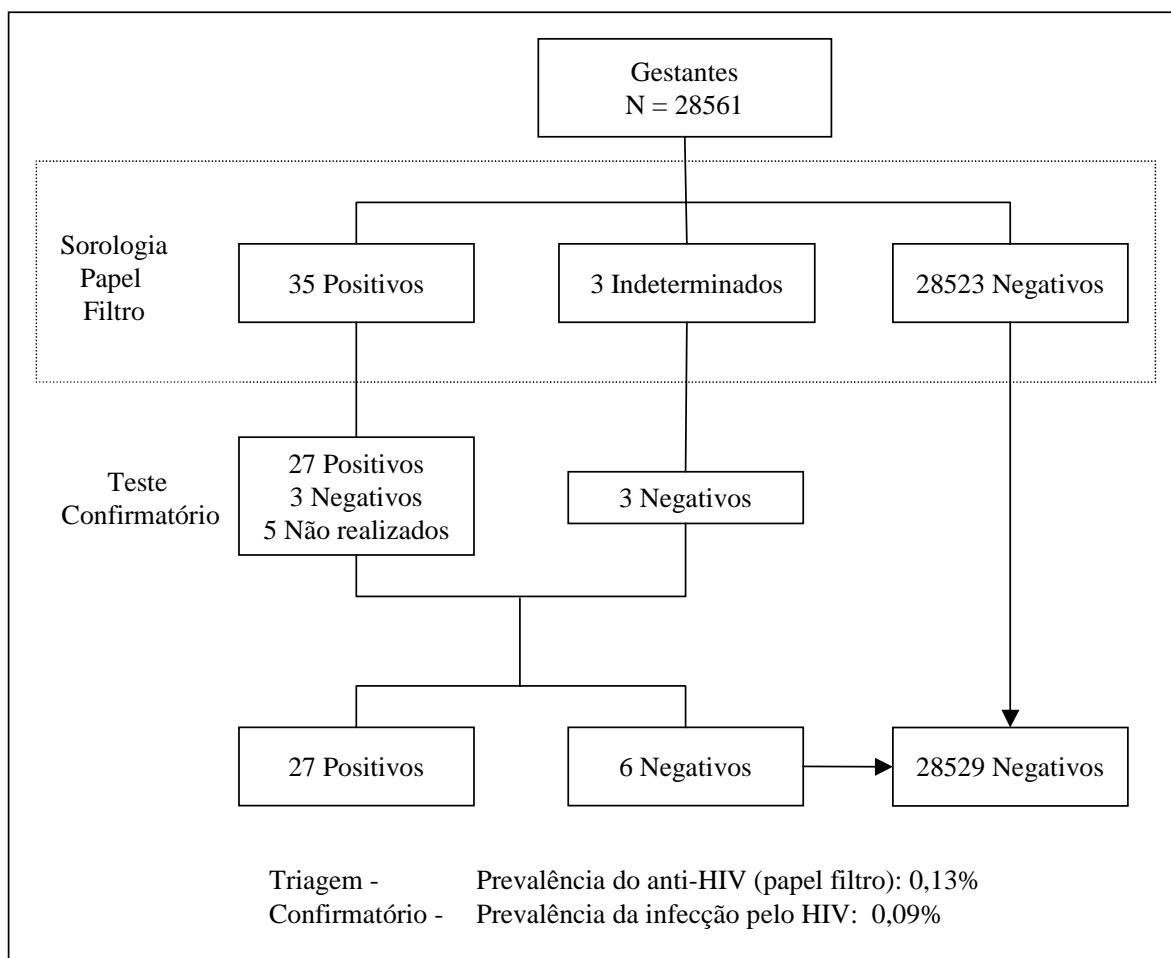 Gestantes
N = 28561
Sorologia
Papel
Filtro
35 Positivos
3 Indeterminados
28523 Negativos
Teste
Confirmatório
27 Positivos
3 Negativos
5 Não realizados
3 Negativos
27 Positivos
6 Negativos
28529 Negativos
Triagem - Prevalência do anti-HIV (papel filtro): 0,13%
Confirmatório - Prevalência da infecção pelo HIV: 0,09%